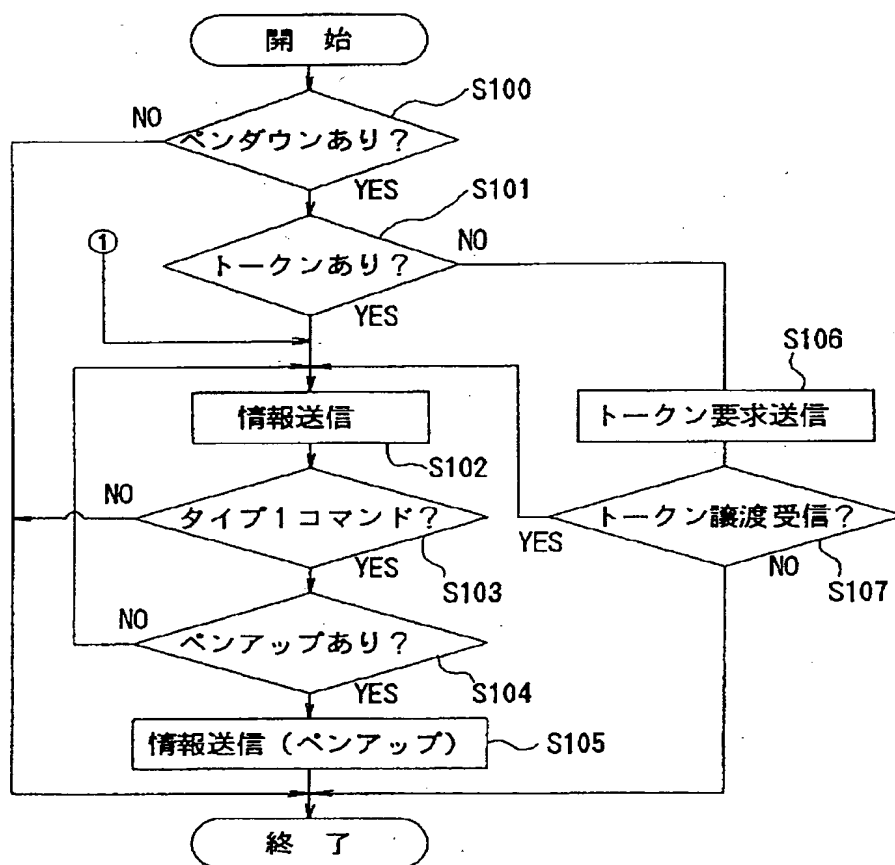 開 始
S100
NO
ペンダウンあり？
YES
S101
①
NO
トークンあり？
YES
S106
情報送信
トークン要求送信
S102
NO
タイプ1コマンド？
トークン譲渡受信？
YES
YES
S103
NO
S107
NO
ペンアップあり？
YES
S104
情報送信（ペンアップ）
S105
終 了